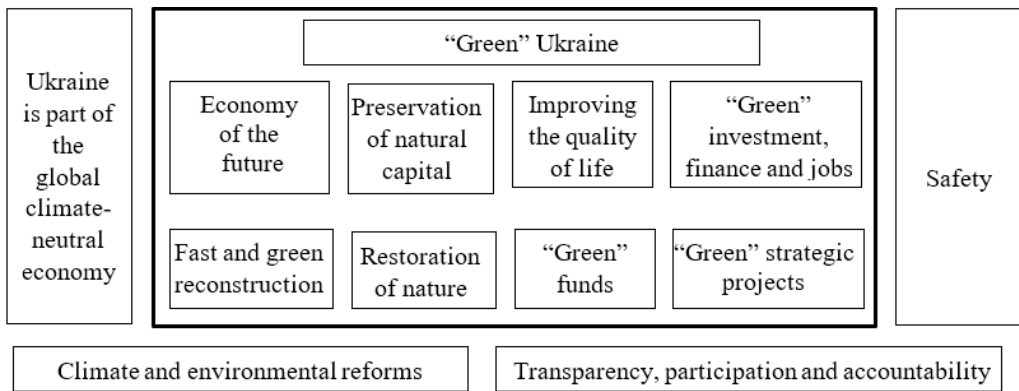 Ukraine
is part of
the
global
climate-
neutral
economy
“Green” Ukraine
Economy
of the
future
Preservation
of natural
capital
Improving
the quality
of life
“Green”
investment,
finance and jobs
Fast and green
reconstruction
Restoration
of nature
“Green”
funds
“Green” strategic
projects
Safety
Climate and environmental reforms
Transparency, participation and accountability